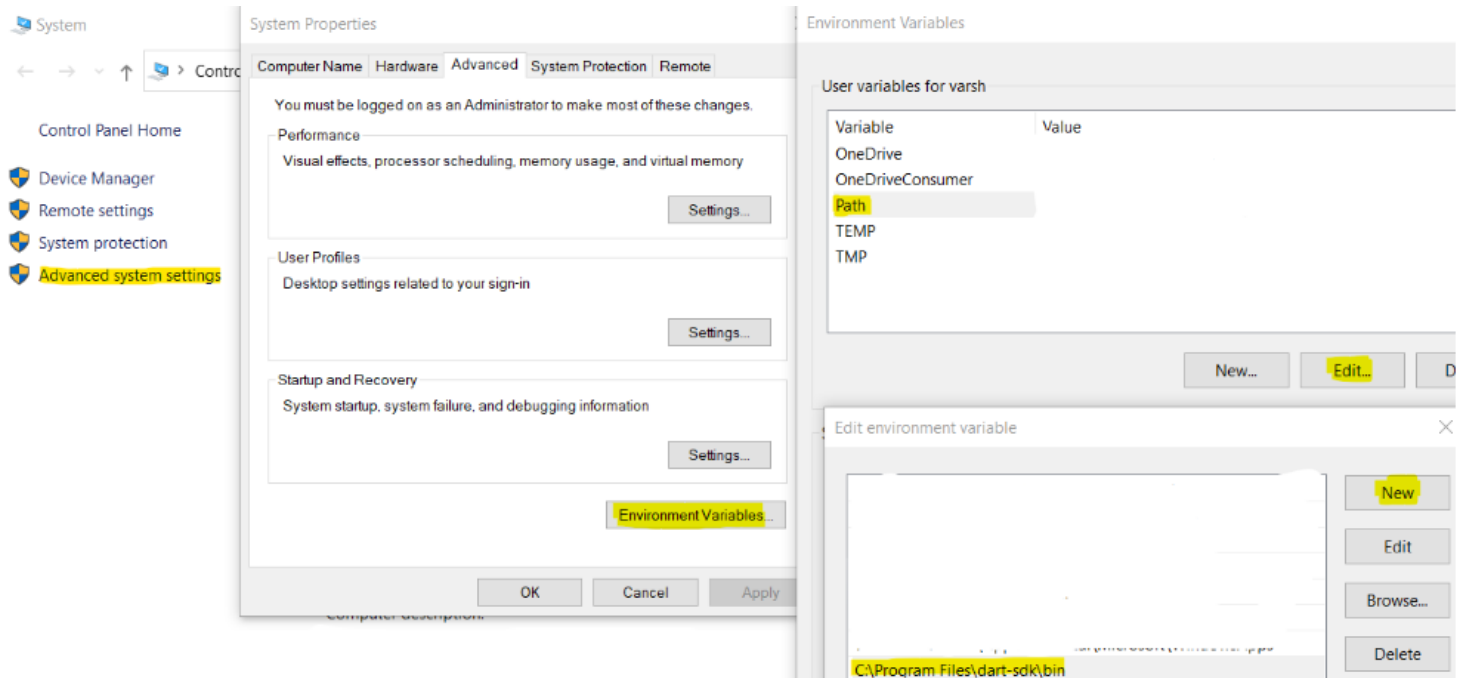 System
Contro
Control Panel Home
Device Manager
Remote settings
System protection
Advanced system settings
System Properties
Computer Name Hardware Advanced System Protection Remote
You must be logged on as an Administrator to make most of these changes.
Performance
Visual effects, processor scheduling, memory usage, and virtual memory
Settings...
User Profiles
Desktop settings related to your sign-in
Settings...
Startup and Recovery
System startup, system failure, and debugging information
Settings...
Environment Variables...
OK Cancel Apply
Computer description:
Environment Variables
User variables for varsh
Variable Value
OneDrive
OneDriveConsumer
Path
TEMP
TMP
New... Edit... D
Edit environment variable
New
Edit
Browse...
Delete
C:\Program Files\dart-sdk\bin